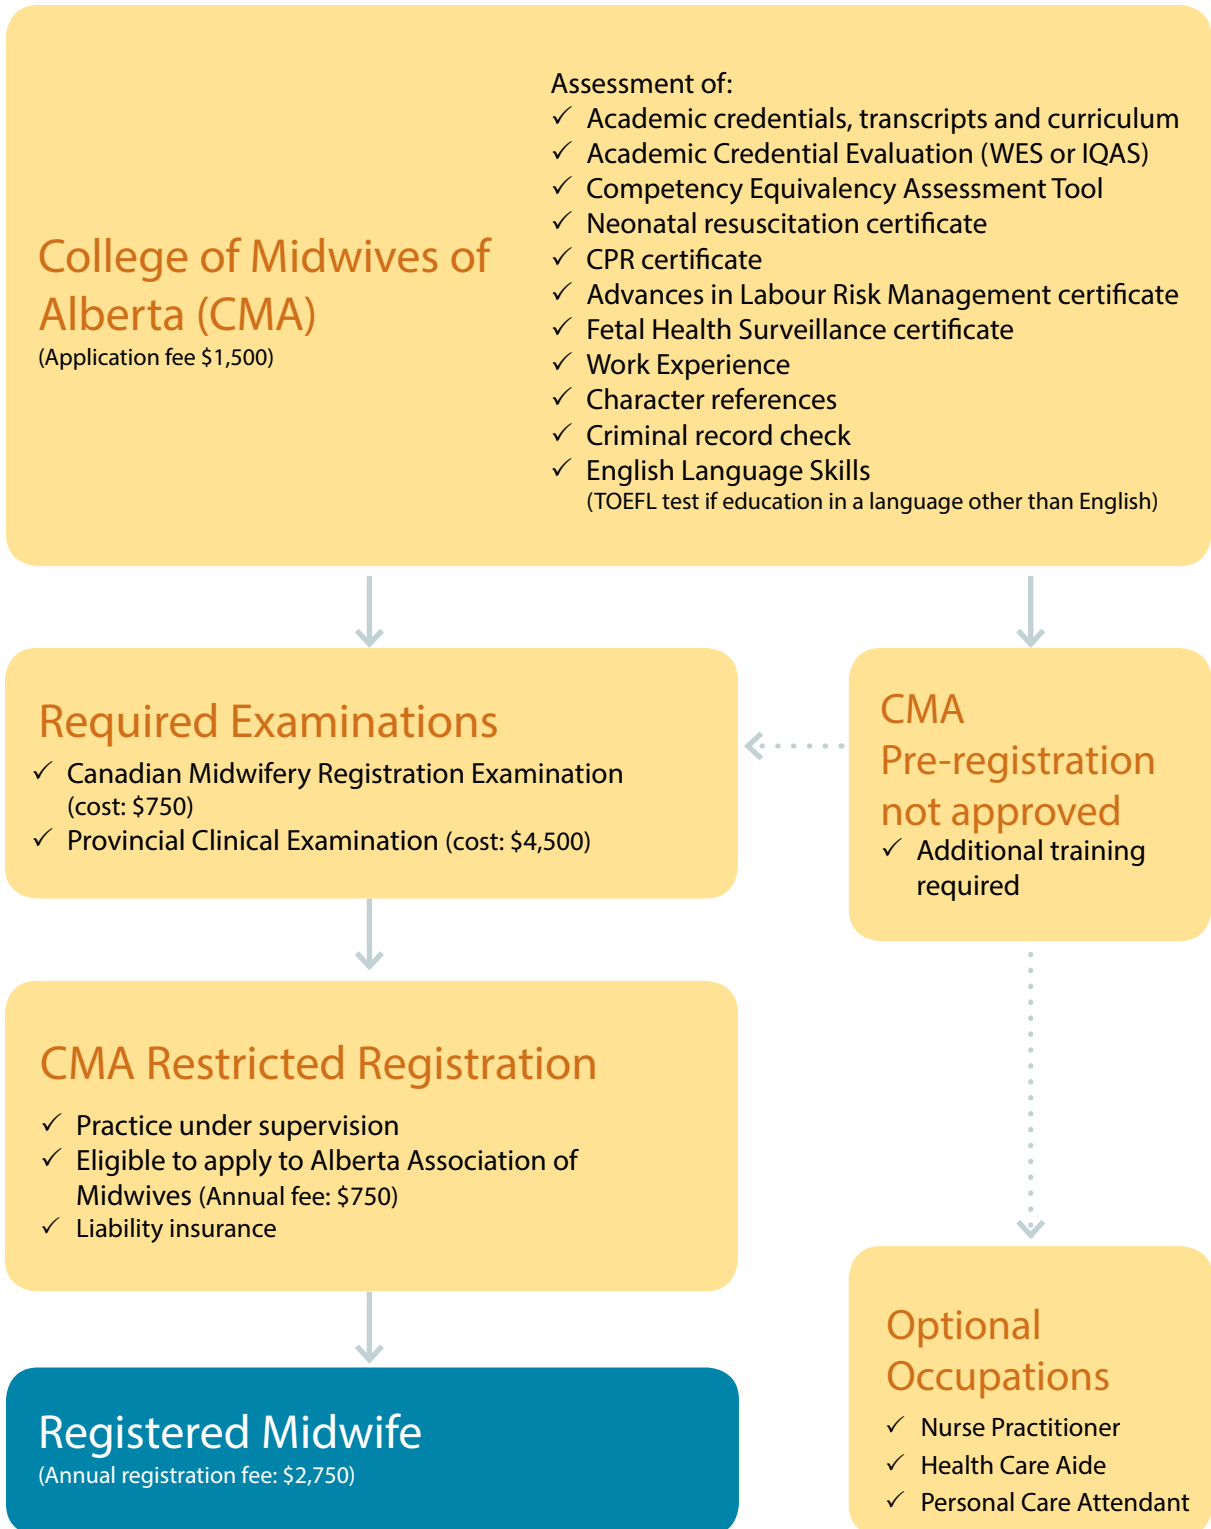 College of Midwives of
Alberta (CMA)
(Application fee $1,500)
Assessment of:
✓ Academic credentials, transcripts and curriculum
✓ Academic Credential Evaluation (WES or IQAS)
✓ Competency Equivalency Assessment Tool
✓ Neonatal resuscitation certificate
✓ CPR certificate
✓ Advances in Labour Risk Management certificate
✓ Fetal Health Surveillance certificate
✓ Work Experience
✓ Character references
✓ Criminal record check
✓ English Language Skills
(TOEFL test if education in a language other than English)
Required Examinations
✓ Canadian Midwifery Registration Examination
(cost: $750)
✓ Provincial Clinical Examination (cost: $4,500)
CMA
Pre-registration
not approved
✓ Additional training
required
CMA Restricted Registration
✓ Practice under supervision
✓ Eligible to apply to Alberta Association of
Midwives (Annual fee: $750)
✓ Liability insurance
Registered Midwife
(Annual registration fee: $2,750)
Optional
Occupations
✓ Nurse Practitioner
✓ Health Care Aide
✓ Personal Care Attendant